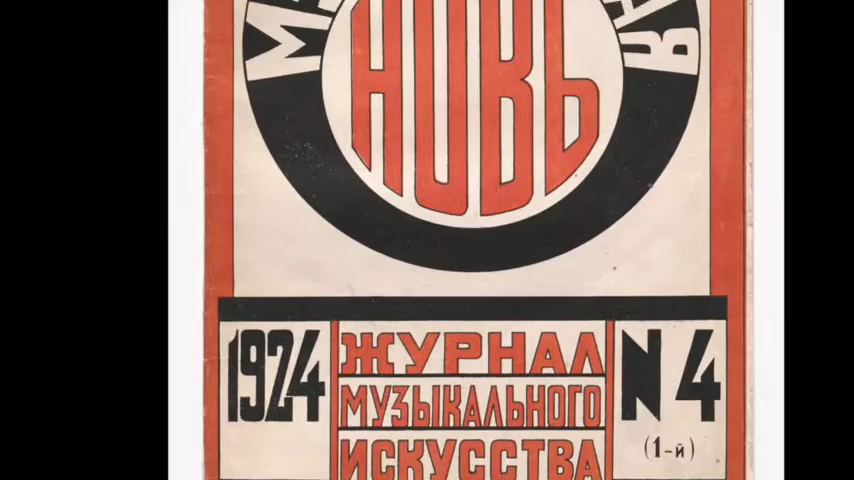 НОВЬ
1924
ЖУРНАЛ
МУЗЫКАЛЬНОГО
ИСКУССТВА
N 4
(1-й)